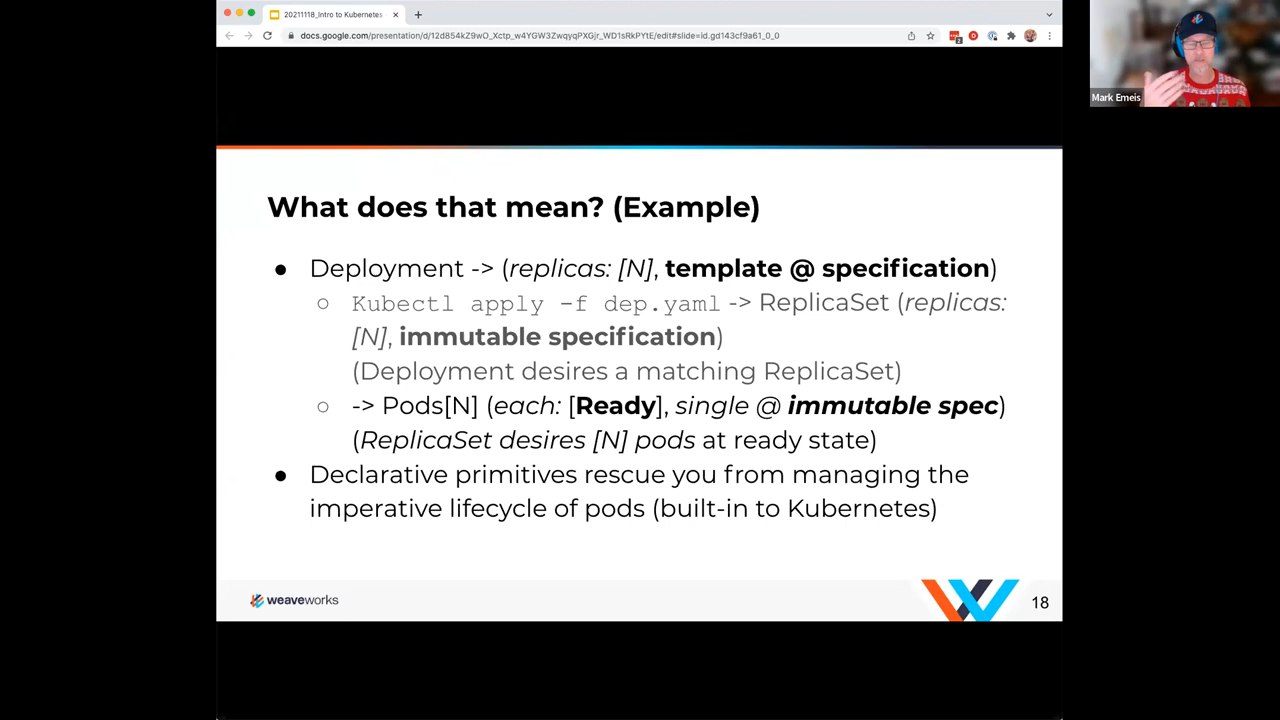 20211118_Intro to Kubernetes -
docs.google.com/presentation/d/12d854kZ9wO_Xctp_w4YGW3ZwqyqPXGjr_WD1sRkPYtE/edit#slide=id.gd143cf9a61_0_0
Mark Emeis
What does that mean? (Example)
● Deployment -> (replicas: [N], template @ specification)
○ Kubectl apply -f dep.yaml -> ReplicaSet (replicas:
[N], immutable specification)
(Deployment desires a matching ReplicaSet)
○ -> Pods[N] (each: [Ready], single @ immutable spec)
(ReplicaSet desires [N] pods at ready state)
● Declarative primitives rescue you from managing the
imperative lifecycle of pods (built-in to Kubernetes)
weaveworks
18